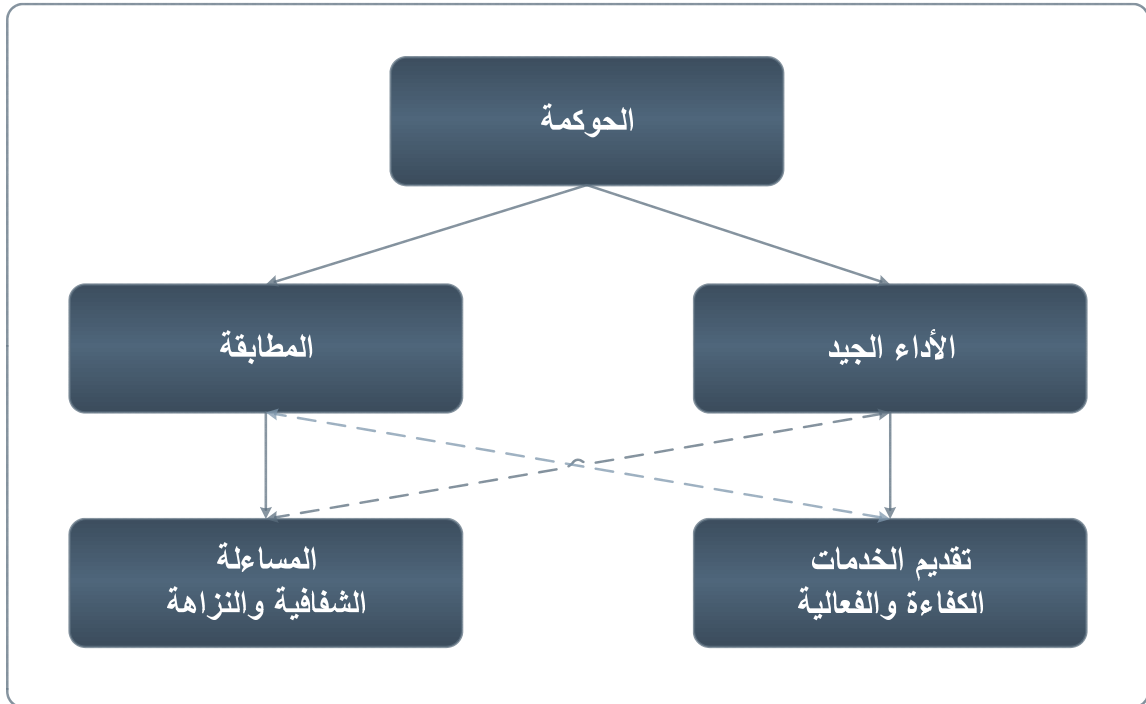 الحوكمة
الأداء الجيد
المطابقة
تقديم الخدمات
الكفاءة والفعالية
المساءلة
الشفافية والنزاهة